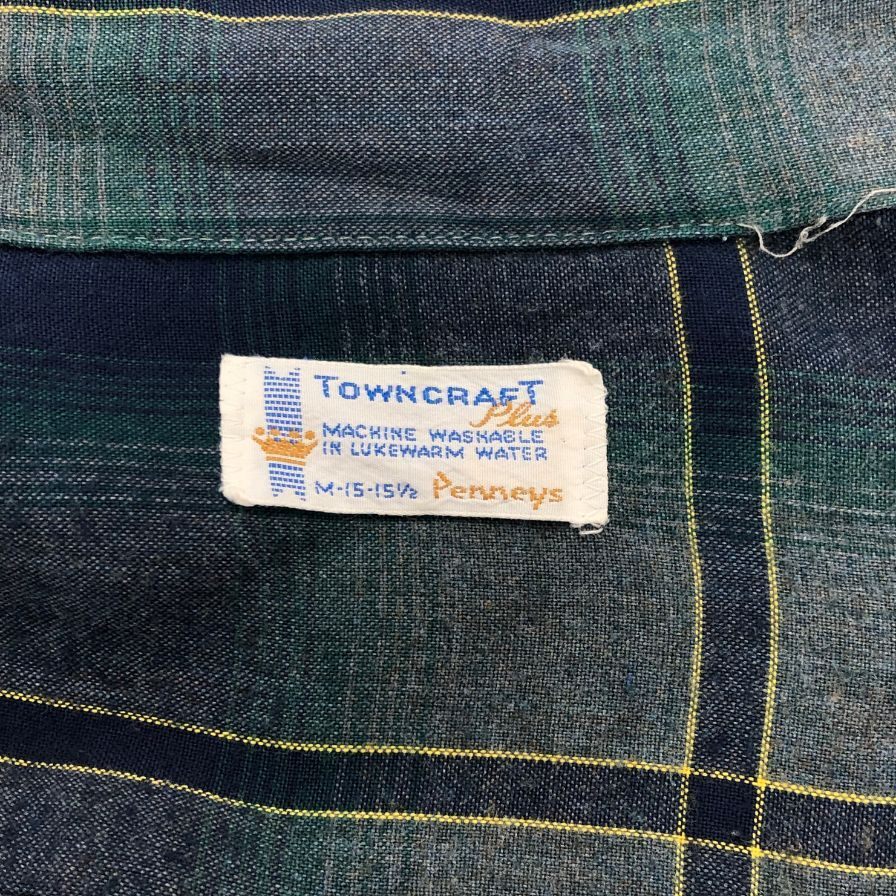 TOWNCRAFT
Plus
MACHINE WASHABLE
IN LUKEWARM WATER
M-15-15½ Penneys